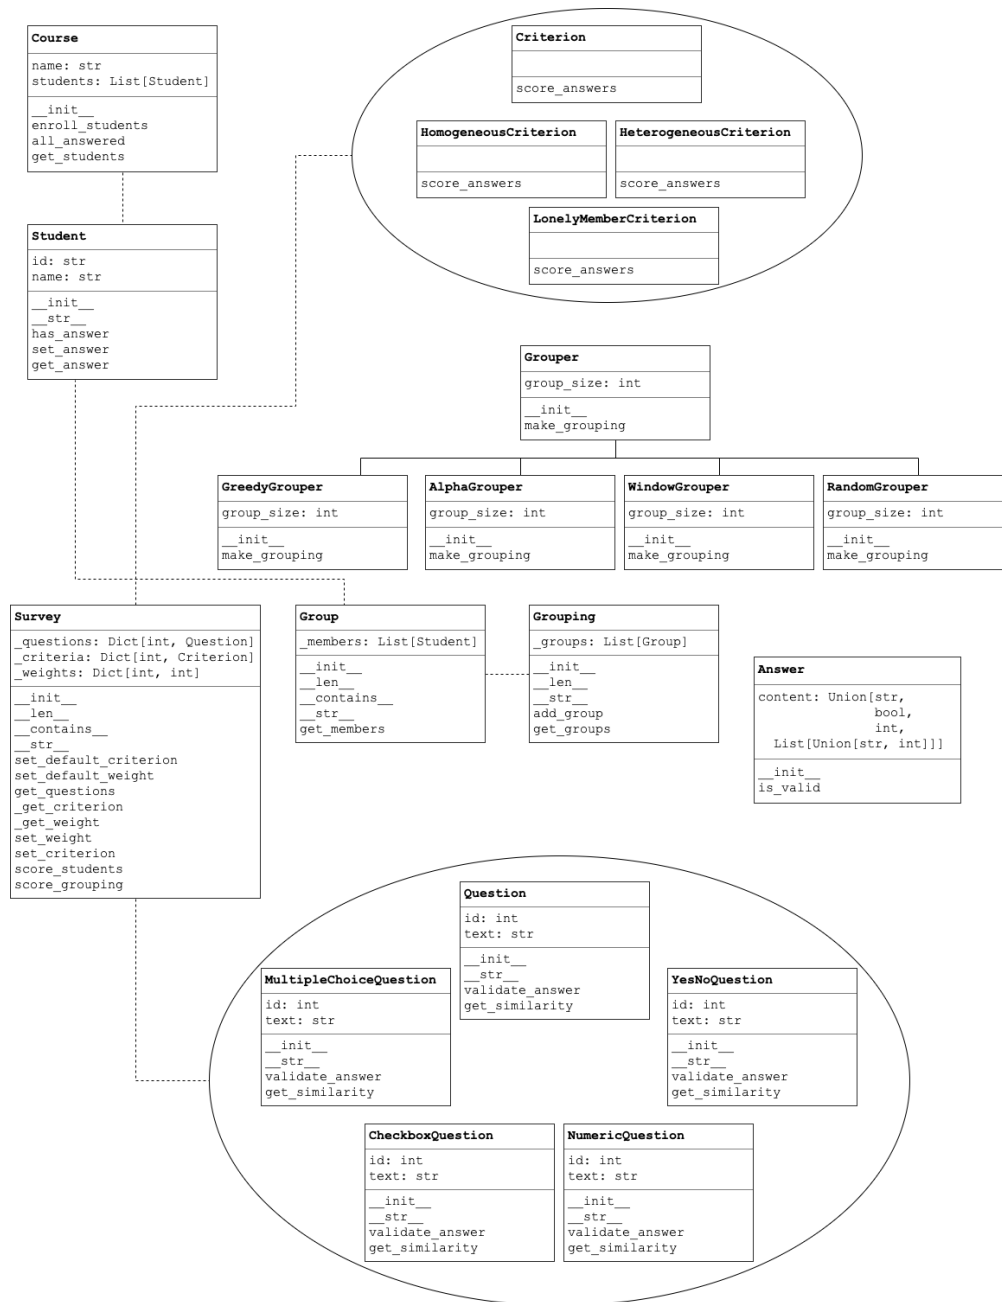 Course
name: str
students: List[Student]
__init__
enroll_students
all_answered
get_students
Criterion
score_answers
HomogeneousCriterion
score_answers
HeterogeneousCriterion
score_answers
LonelyMemberCriterion
score_answers
Student
id: str
name: str
__init__
__str__
has_answer
set_answer
get_answer
Grouper
group_size: int
__init__
make_grouping
GreedyGrouper
group_size: int
__init__
make_grouping
AlphaGrouper
group_size: int
__init__
make_grouping
WindowGrouper
group_size: int
__init__
make_grouping
RandomGrouper
group_size: int
__init__
make_grouping
Survey
_questions: Dict[int, Question]
_criteria: Dict[int, Criterion]
_weights: Dict[int, int]
__init__
__len__
__contains__
__str__
set_default_criterion
set_default_weight
get_questions
_get_criterion
_get_weight
set_weight
set_criterion
score_students
score_grouping
Group
_members: List[Student]
__init__
__len__
__contains__
__str__
get_members
Grouping
_groups: List[Group]
__init__
__len__
__str__
add_group
get_groups
Answer
content: Union[str,
bool,
int,
List[Union[str, int]]]
__init__
is_valid
Question
id: int
text: str
__init__
__str__
validate_answer
get_similarity
MultipleChoiceQuestion
id: int
text: str
__init__
__str__
validate_answer
get_similarity
YesNoQuestion
id: int
text: str
__init__
__str__
validate_answer
get_similarity
CheckboxQuestion
id: int
text: str
__init__
__str__
validate_answer
get_similarity
NumericQuestion
id: int
text: str
__init__
__str__
validate_answer
get_similarity